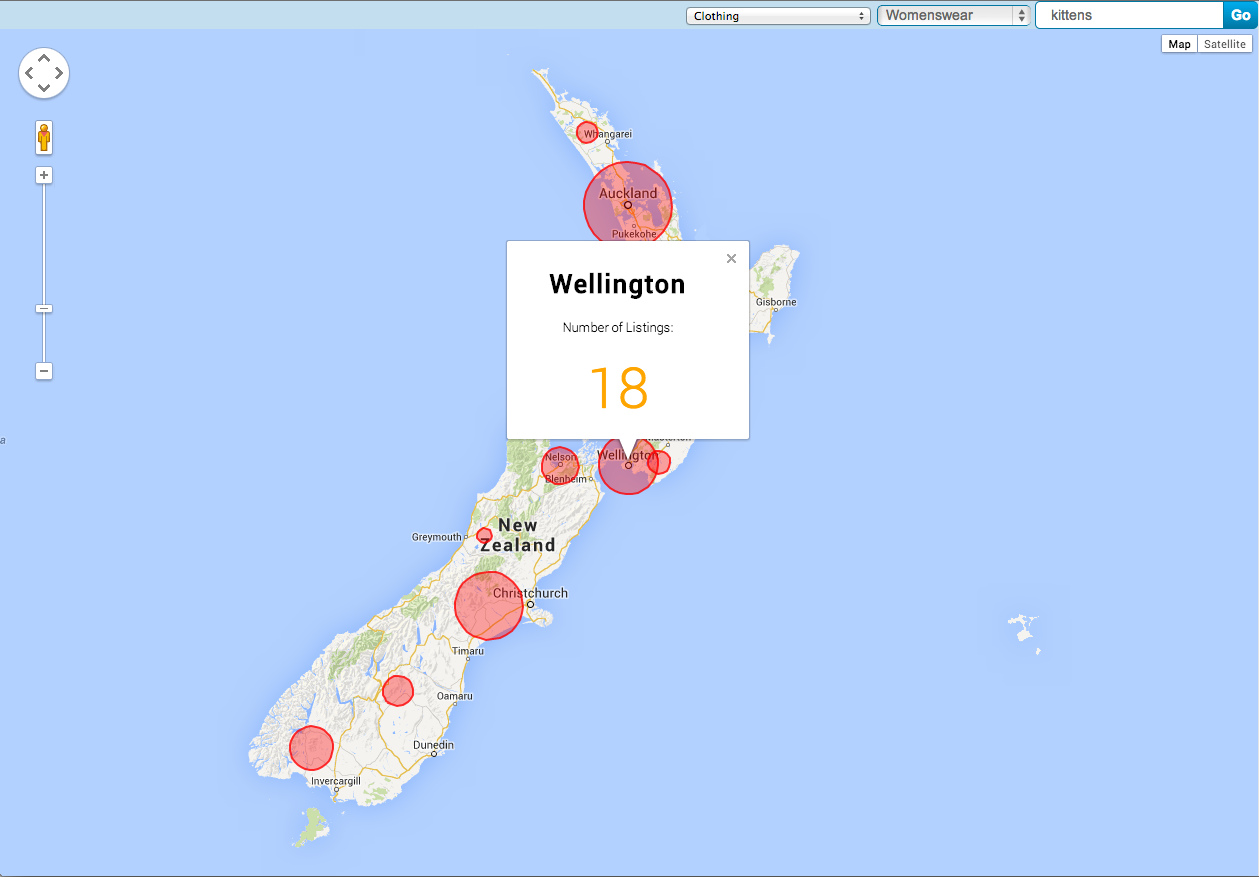 Clothing
Womenswear
kittens
Go
Map
Satellite
Whangarei
Auckland
Pukekohe
Wellington
Number of Listings:
18
Gisborne
a
Masterton
Wellington
Nelson
Blenheim
New
Zealand
Greymouth
Christchurch
Timaru
Oamaru
Dunedin
Invercargill